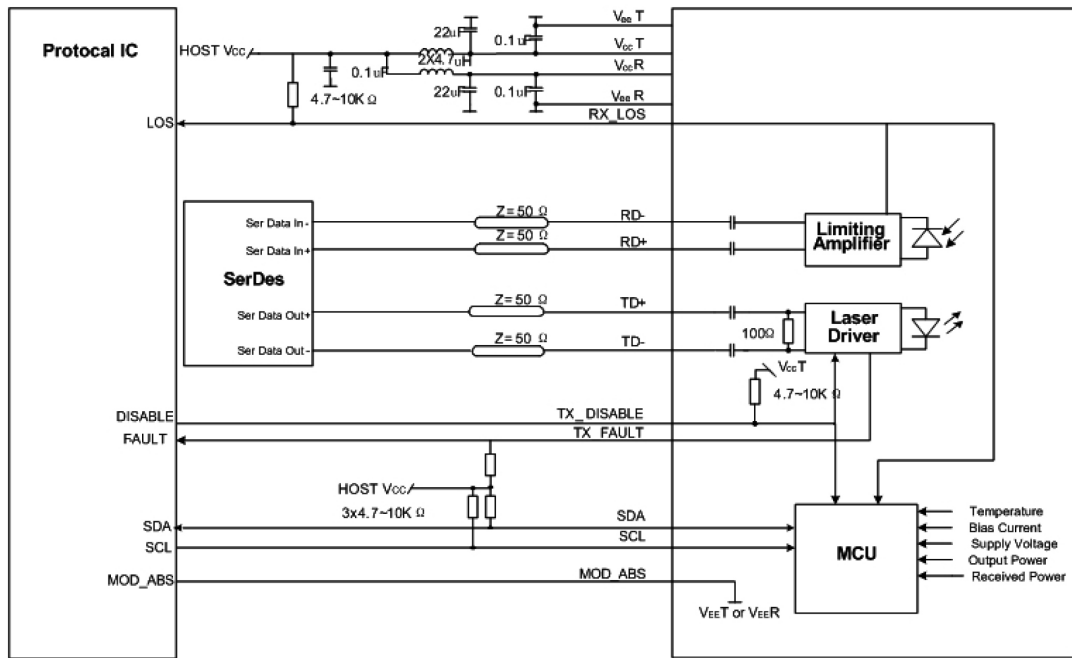 Protocal IC
HOST Vcc
22uF
0.1uF
Vee T
Vcc T
2X4.7uH
Vcc R
0.1uF
4.7~10K Ω
22uF
0.1uF
Vee R
LOS
RX_LOS
Ser Data In-
Z=50 Ω
RD-
Ser Data In+
Z=50 Ω
RD+
Limiting
Amplifier
SerDes
Ser Data Out+
Z=50 Ω
TD+
Laser
Driver
100Ω
Ser Data Out-
Z=50 Ω
TD-
VccT
4.7~10K Ω
DISABLE
TX_DISABLE
FAULT
TX_FAULT
HOST Vcc
3x4.7~10K Ω
SDA
SDA
SCL
SCL
MCU
Temperature
Bias Current
Supply Voltage
Output Power
Received Power
MOD_ABS
MOD_ABS
VEET or VEER